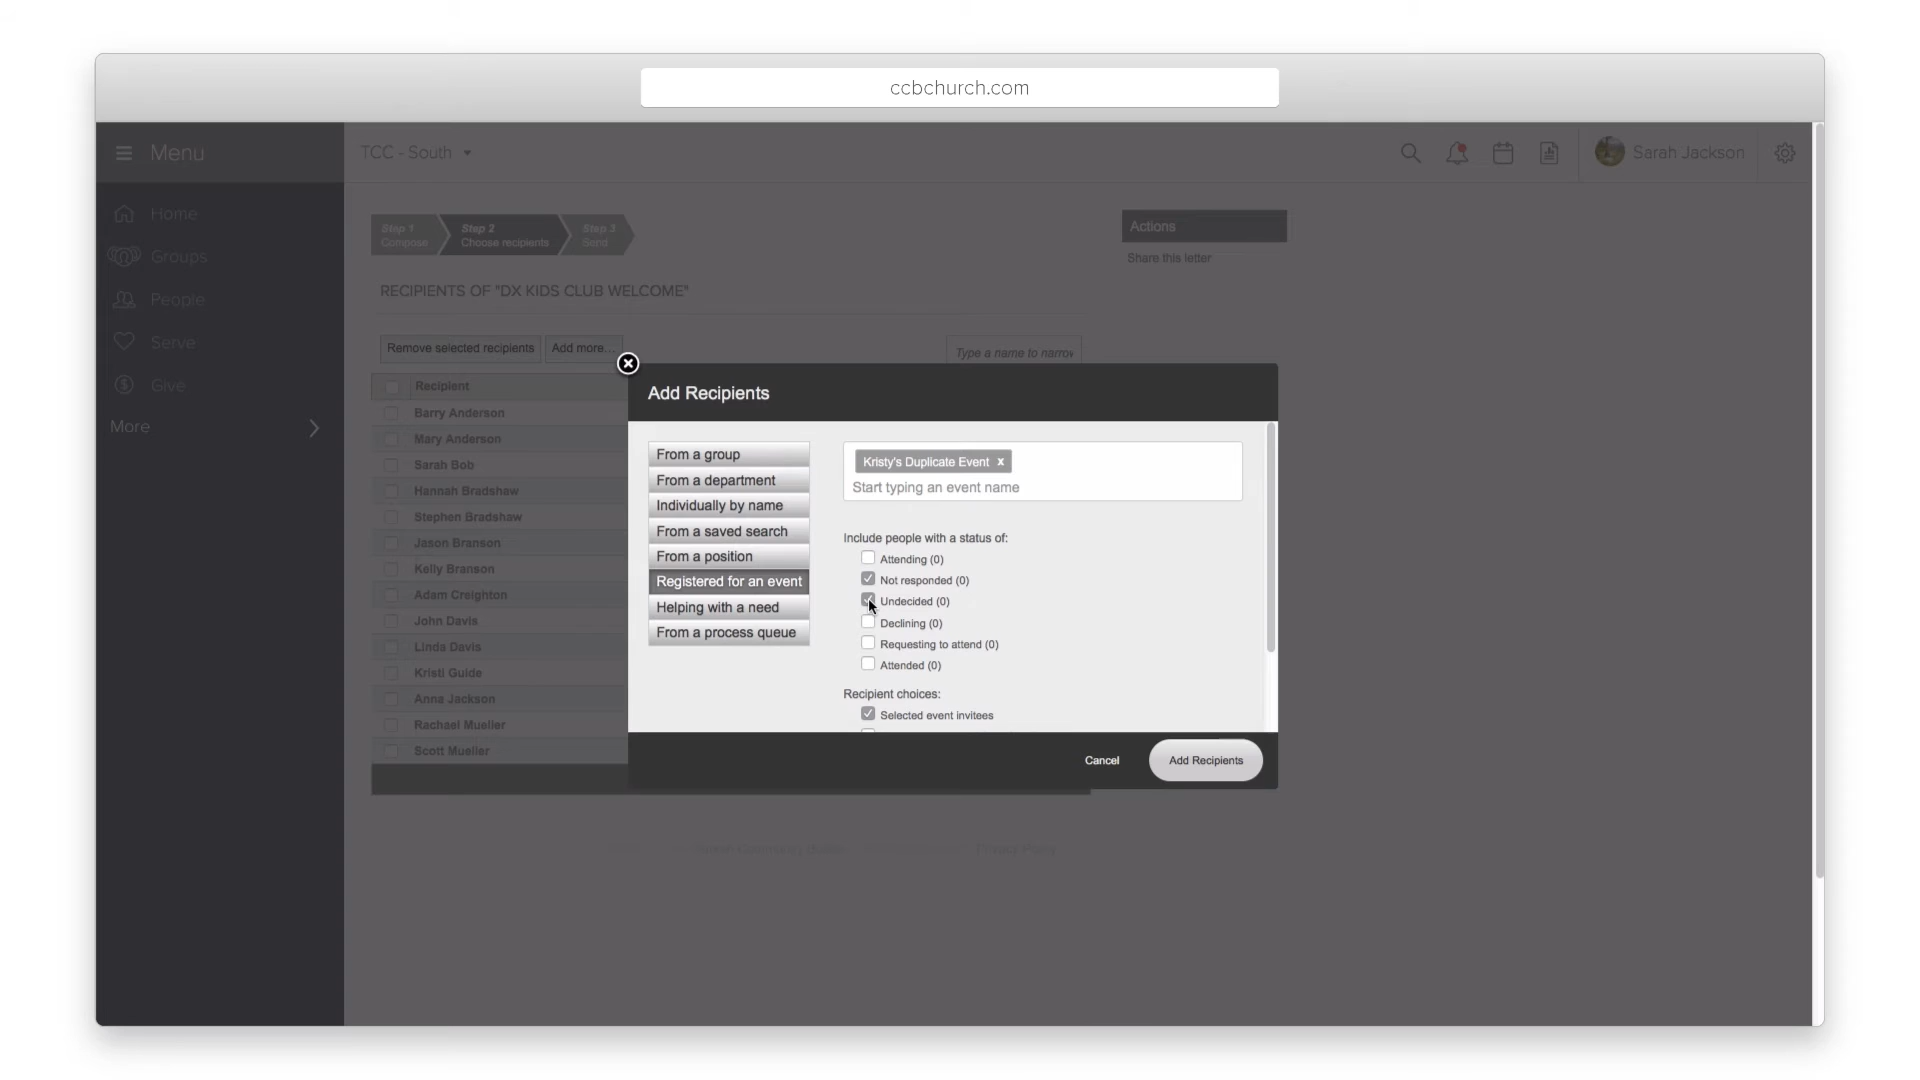 ccbchurch.com
Menu
TCC - South
Sarah Jackson
Home
Groups
People
Serve
Give
More
Step 1
Compose
Step 2
Choose recipients
Step 3
Send
Actions
Share this letter
RECIPIENTS OF "DX KIDS CLUB WELCOME"
Remove selected recipients
Add more...
Type a name to narrow
Recipient
Barry Anderson
Mary Anderson
Sarah Bob
Hannah Bradshaw
Stephen Bradshaw
Jason Branson
Kelly Branson
Adam Creighton
John Davis
Linda Davis
Kristi Guide
Anna Jackson
Rachael Mueller
Scott Mueller
Add Recipients
From a group
From a department
Individually by name
From a saved search
From a position
Registered for an event
Helping with a need
From a process queue
Kristy's Duplicate Event x
Start typing an event name
Include people with a status of:
Attending (0)
Not responded (0)
Undecided (0)
Declining (0)
Requesting to attend (0)
Attended (0)
Recipient choices:
Selected event invitees
Cancel
Add Recipients
Privacy Policy